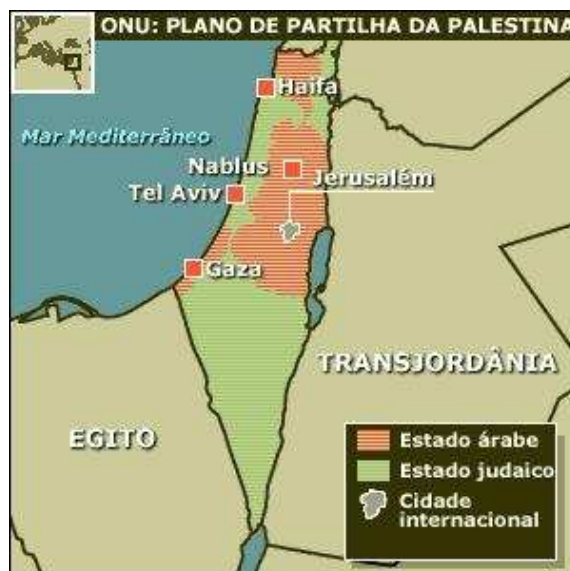 ONU: PLANO DE PARTILHA DA PALESTINA
Haifa
Mar Mediterrâneo
Nablus
Jerusalém
Tel Aviv
Gaza
TRANSJORDÂNIA
EGITO
Estado árabe
Estado judaico
Cidade
internacional